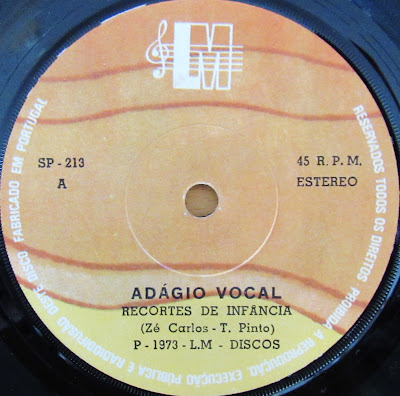 LM
SP - 213
A
45 R. P. M.
ESTEREO
ADÁGIO VOCAL
RECORTES DE INFÂNCIA
(Zé Carlos - T. Pinto)
P - 1973 - L.M - DISCOS
RESERVADOS TODOS OS DIREITOS PROIBIDA A REPRODUÇÃO, EXECUÇÃO PÚBLICA E RADIODIFUSÃO DESTE DISCO FABRICADO EM PORTUGAL